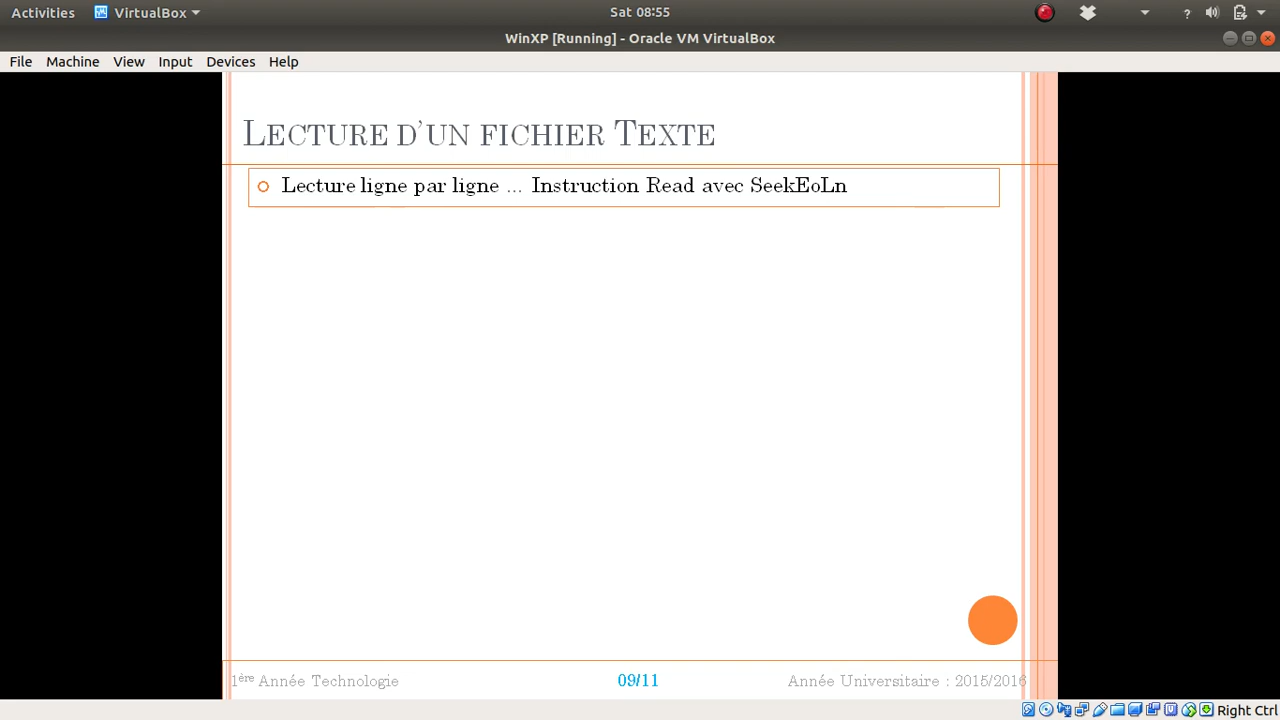 Activities VirtualBox Sat 08:55 ?
WinXP [Running] - Oracle VM VirtualBox
File Machine View Input Devices Help
LECTURE D'UN FICHIER TEXTE
Lecture ligne par ligne ... Instruction Read avec SeekEoLn
1ère Année Technologie 09/11 Année Universitaire : 2015/2016
Right Ctrl